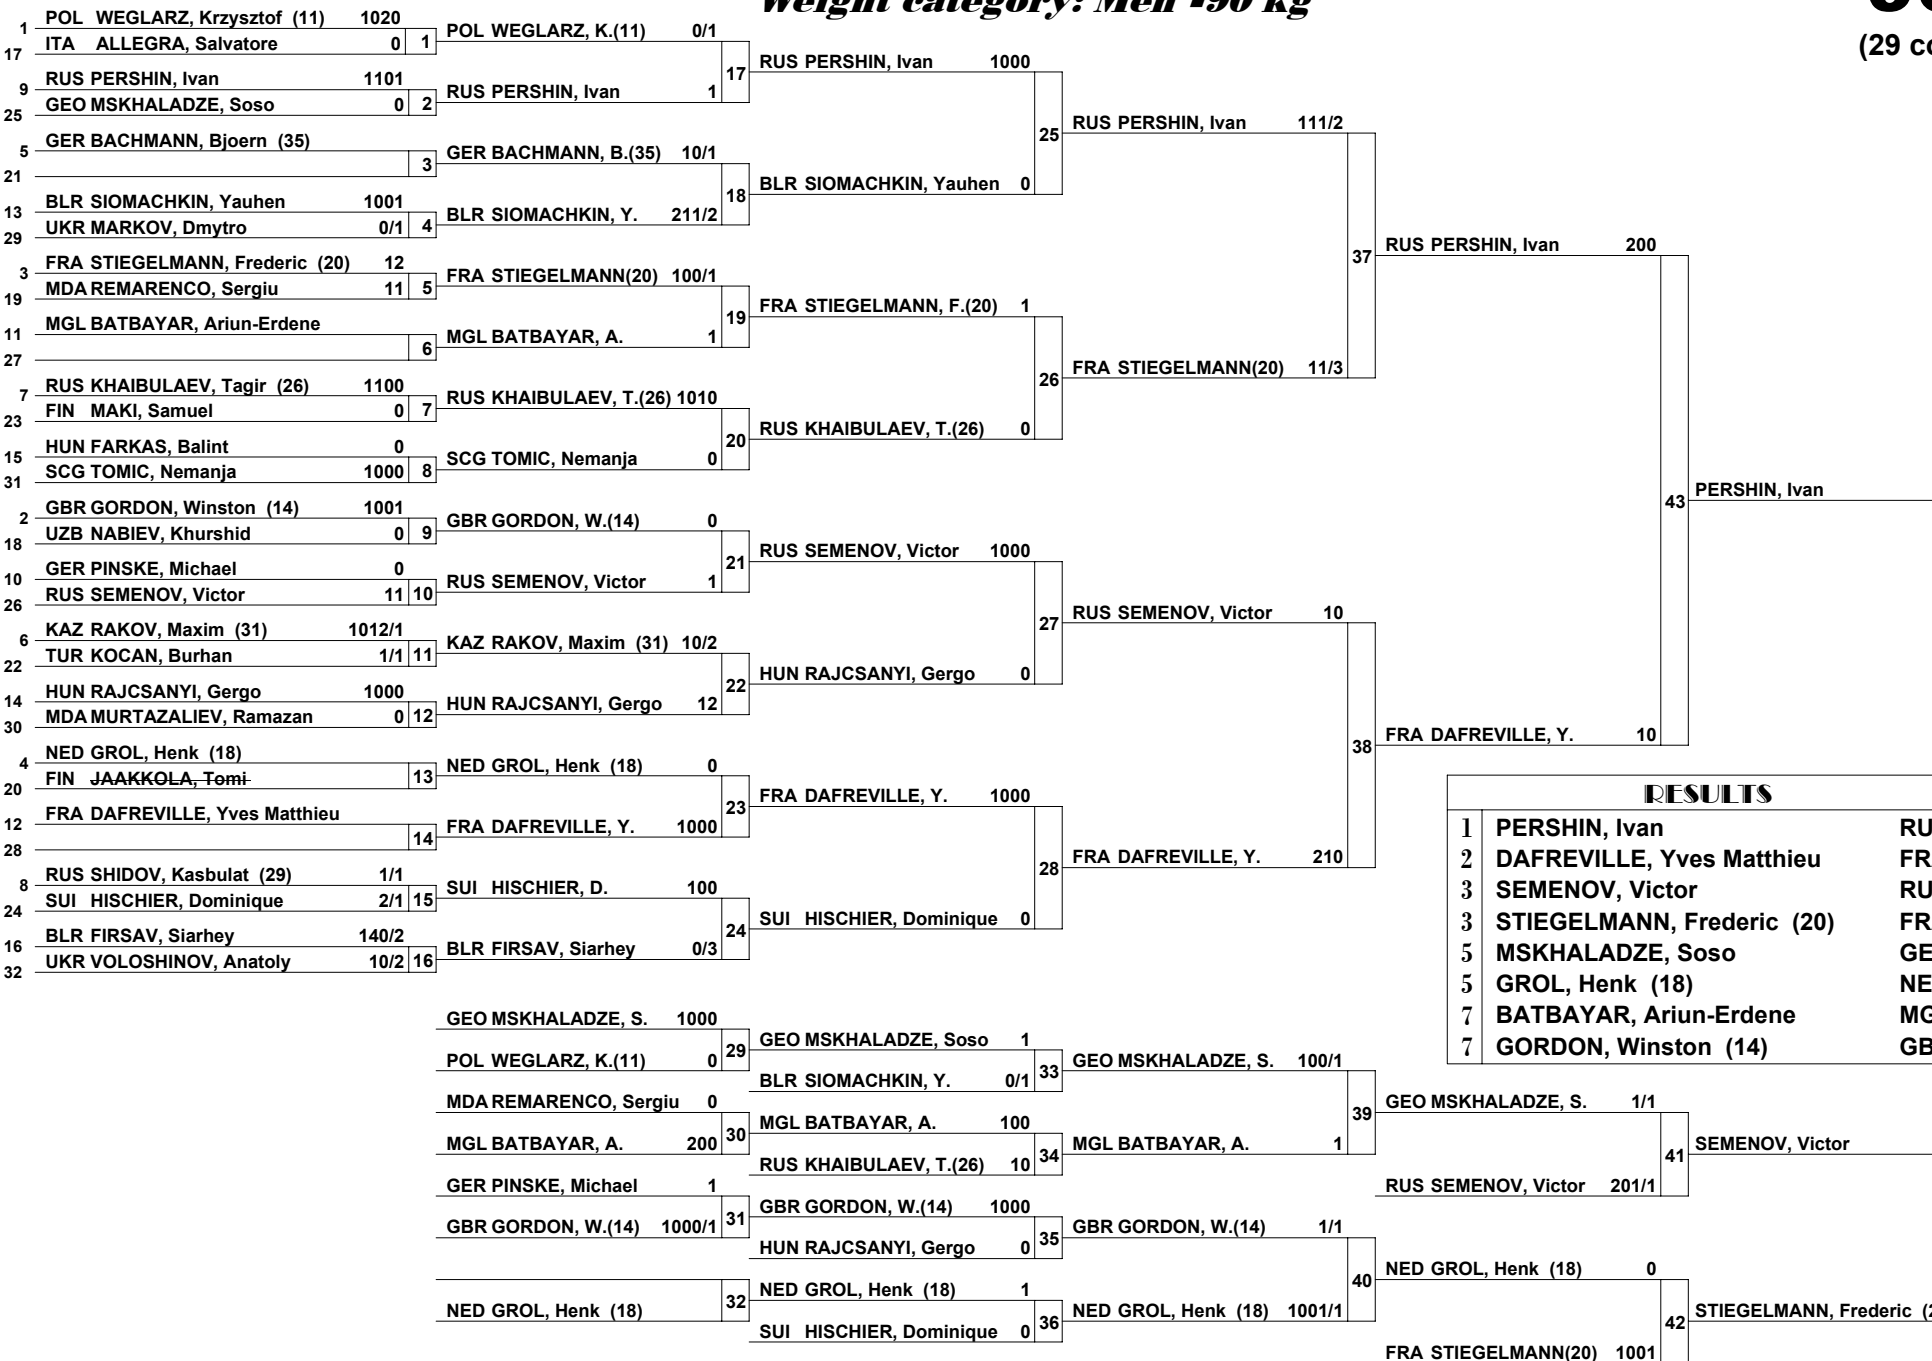 Weight category: Men -90 kg
(29 co
1 POL WEGLARZ, Krzysztof (11) 1020
17 ITA ALLEGRA, Salvatore 0 1
9 RUS PERSHIN, Ivan 1101
25 GEO MSKHALADZE, Soso 0 2
5 GER BACHMANN, Bjoern (35)
21 3
13 BLR SIOMACHKIN, Yauhen 1001
29 UKR MARKOV, Dmytro 0/1 4
3 FRA STIEGELMANN, Frederic (20) 12
19 MDA REMARENCO, Sergiu 11 5
11 MGL BATBAYAR, Ariun-Erdene
27 6
7 RUS KHAIBULAEV, Tagir (26) 1100
23 FIN MAKI, Samuel 0 7
15 HUN FARKAS, Balint 0
31 SCG TOMIC, Nemanja 1000 8
2 GBR GORDON, Winston (14) 1001
18 UZB NABIEV, Khurshid 0 9
10 GER PINSKE, Michael 0
26 RUS SEMENOV, Victor 11 10
6 KAZ RAKOV, Maxim (31) 1012/1
22 TUR KOCAN, Burhan 1/1 11
14 HUN RAJCSANYI, Gergo 1000
30 MDA MURTAZALIEV, Ramazan 0 12
4 NED GROL, Henk (18)
20 FIN JAAKKOLA, Tomi 13
12 FRA DAFREVILLE, Yves Matthieu
28 14
8 RUS SHIDOV, Kasbulat (29) 1/1
24 SUI HISCHIER, Dominique 2/1 15
16 BLR FIRSAV, Siarhey 140/2
32 UKR VOLOSHINOV, Anatoly 10/2 16
POL WEGLARZ, K.(11) 0/1
17
RUS PERSHIN, Ivan 1
GER BACHMANN, B.(35) 10/1
18
BLR SIOMACHKIN, Y. 211/2
FRA STIEGELMANN(20) 100/1
19
MGL BATBAYAR, A. 1
RUS KHAIBULAEV, T.(26) 1010
20
SCG TOMIC, Nemanja 0
GBR GORDON, W.(14) 0
21
RUS SEMENOV, Victor 1
KAZ RAKOV, Maxim (31) 10/2
22
HUN RAJCSANYI, Gergo 12
NED GROL, Henk (18) 0
23
FRA DAFREVILLE, Y. 1000
SUI HISCHIER, D. 100
24
BLR FIRSAV, Siarhey 0/3
RUS PERSHIN, Ivan 1000
25
BLR SIOMACHKIN, Yauhen 0
FRA STIEGELMANN, F.(20) 1
26
RUS KHAIBULAEV, T.(26) 0
RUS SEMENOV, Victor 1000
27
HUN RAJCSANYI, Gergo 0
FRA DAFREVILLE, Y. 1000
28
SUI HISCHIER, Dominique 0
RUS PERSHIN, Ivan 111/2
37
FRA STIEGELMANN(20) 11/3
RUS SEMENOV, Victor 10
38
FRA DAFREVILLE, Y. 210
RUS PERSHIN, Ivan 200
43
FRA DAFREVILLE, Y. 10
PERSHIN, Ivan
RESULTS
1 PERSHIN, Ivan RU
2 DAFREVILLE, Yves Matthieu FR
3 SEMENOV, Victor RU
3 STIEGELMANN, Frederic (20) FR
5 MSKHALADZE, Soso GE
5 GROL, Henk (18) NE
7 BATBAYAR, Ariun-Erdene MG
7 GORDON, Winston (14) GB
GEO MSKHALADZE, S. 1000
29
POL WEGLARZ, K.(11) 0
MDA REMARENCO, Sergiu 0
30
MGL BATBAYAR, A. 200
GER PINSKE, Michael 1
31
GBR GORDON, W.(14) 1000/1
32
NED GROL, Henk (18)
GEO MSKHALADZE, Soso 1
33
BLR SIOMACHKIN, Y. 0/1
MGL BATBAYAR, A. 100
34
RUS KHAIBULAEV, T.(26) 10
GBR GORDON, W.(14) 1000
35
HUN RAJCSANYI, Gergo 0
NED GROL, Henk (18) 1
36
SUI HISCHIER, Dominique 0
GEO MSKHALADZE, S. 100/1
39
MGL BATBAYAR, A. 1
GBR GORDON, W.(14) 1/1
40
NED GROL, Henk (18) 1001/1
GEO MSKHALADZE, S. 1/1
41
RUS SEMENOV, Victor 201/1
NED GROL, Henk (18) 0
42
FRA STIEGELMANN(20) 1001
SEMENOV, Victor
STIEGELMANN, Frederic (2